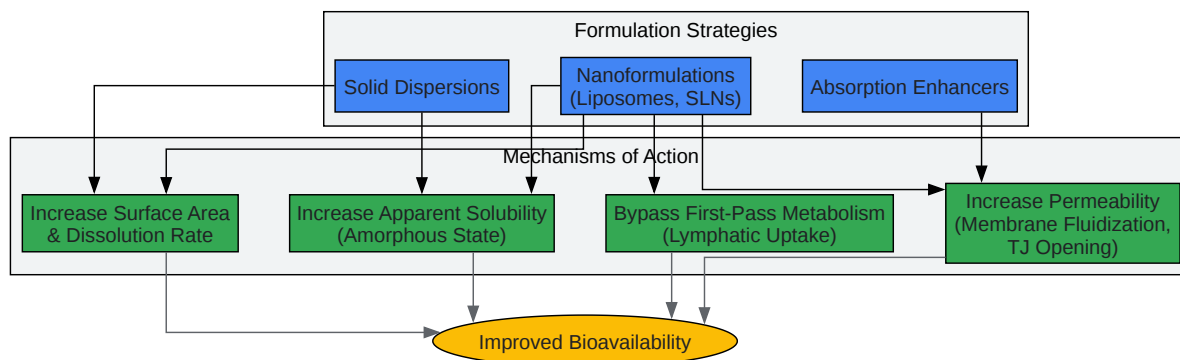 Formulation Strategies
Solid Dispersions
Nanoformulations
(Liposomes, SLNs)
Absorption Enhancers
Mechanisms of Action
Increase Surface Area
& Dissolution Rate
Increase Apparent Solubility
(Amorphous State)
Bypass First-Pass Metabolism
(Lymphatic Uptake)
Increase Permeability
(Membrane Fluidization,
TJ Opening)
Improved Bioavailability